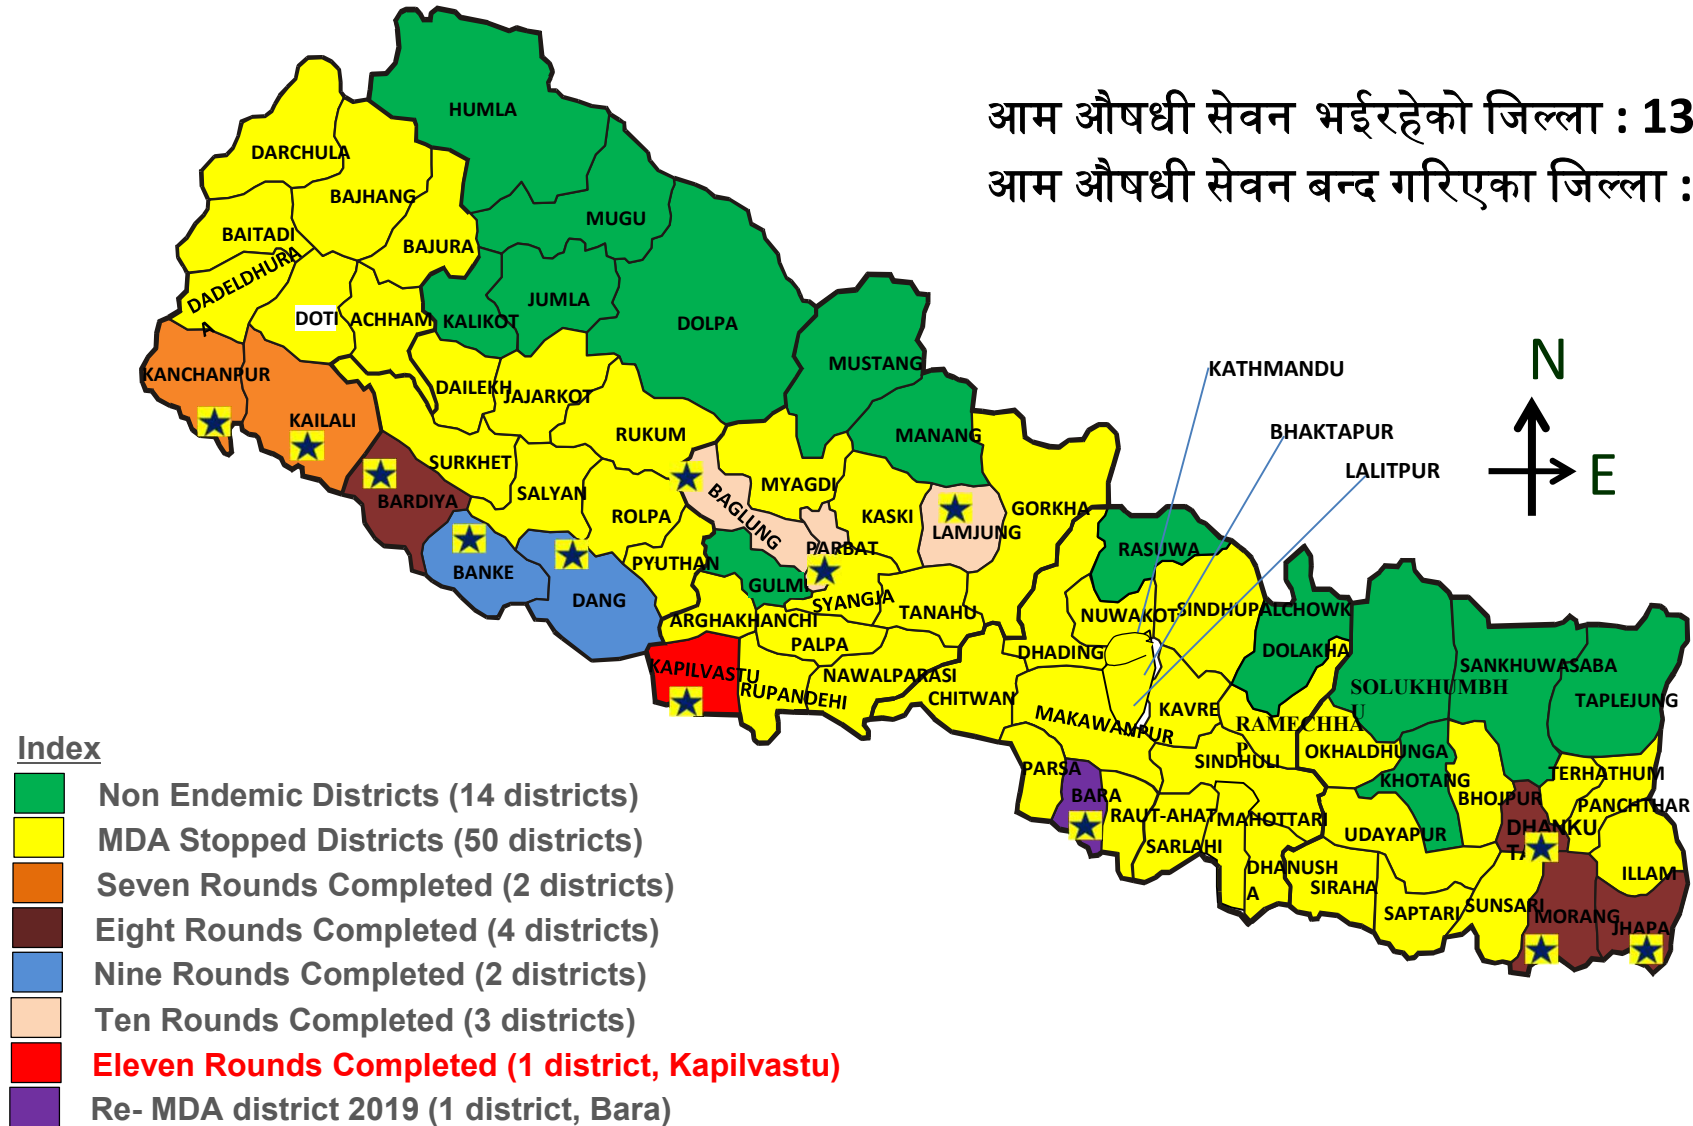 आम औषधी सेवन भईरहेको जिल्ला : 13
आम औषधी सेवन बन्द गरिएका जिल्ला :
HUMLA
DARCHULA
BAJHANG
MUGU
BAITADI
BAJURA
DADELDHURA
A
JUMLA
DOTI
ACHHAM
KALIKOT
DOLPA
MUSTANG
KATHMANDU
N
KANCHANPUR
DAILEKH
JAJARKOT
KAILALI
RUKUM
MANANG
BHAKTAPUR
SURKHET
LALITPUR
E
BARDIYA
SALYAN
MYAGDI
BAGLUNG
ROLPA
KASKI
GORKHA
LAMJUNG
PARBAT
RASUWA
BANKE
PYUTHAN
GULMI
DANG
SYANGJA
TANAHU
NUWAKOT
SINDHUPALCHOWK
ARGHAKHANCHI
PALPA
DHADING
DOLAKHA
KAPILVASTU
NAWALPARASI
SANKHUWASABA
RUPANDEHI
CHITWAN
SOLUKHUMBH
U
TAPLEJUNG
MAKAWANPUR
KAVRE
RAMECHHA
P
OKHALDHUNGA
SINDHULI
PARSA
KHOTANG
TERHATHUM
BARA
BHOJPUR
PANCHTHAR
RAUT-AHAT
MAHOTTARI
UDAYAPUR
DHANKU
TA
SARLAHI
DHANUSH
A
SIRAHA
ILLAM
SAPTARI
SUNSARI
MORANG
JHAPA
Index
Non Endemic Districts (14 districts)
MDA Stopped Districts (50 districts)
Seven Rounds Completed (2 districts)
Eight Rounds Completed (4 districts)
Nine Rounds Completed (2 districts)
Ten Rounds Completed (3 districts)
Eleven Rounds Completed (1 district, Kapilvastu)
Re- MDA district 2019 (1 district, Bara)